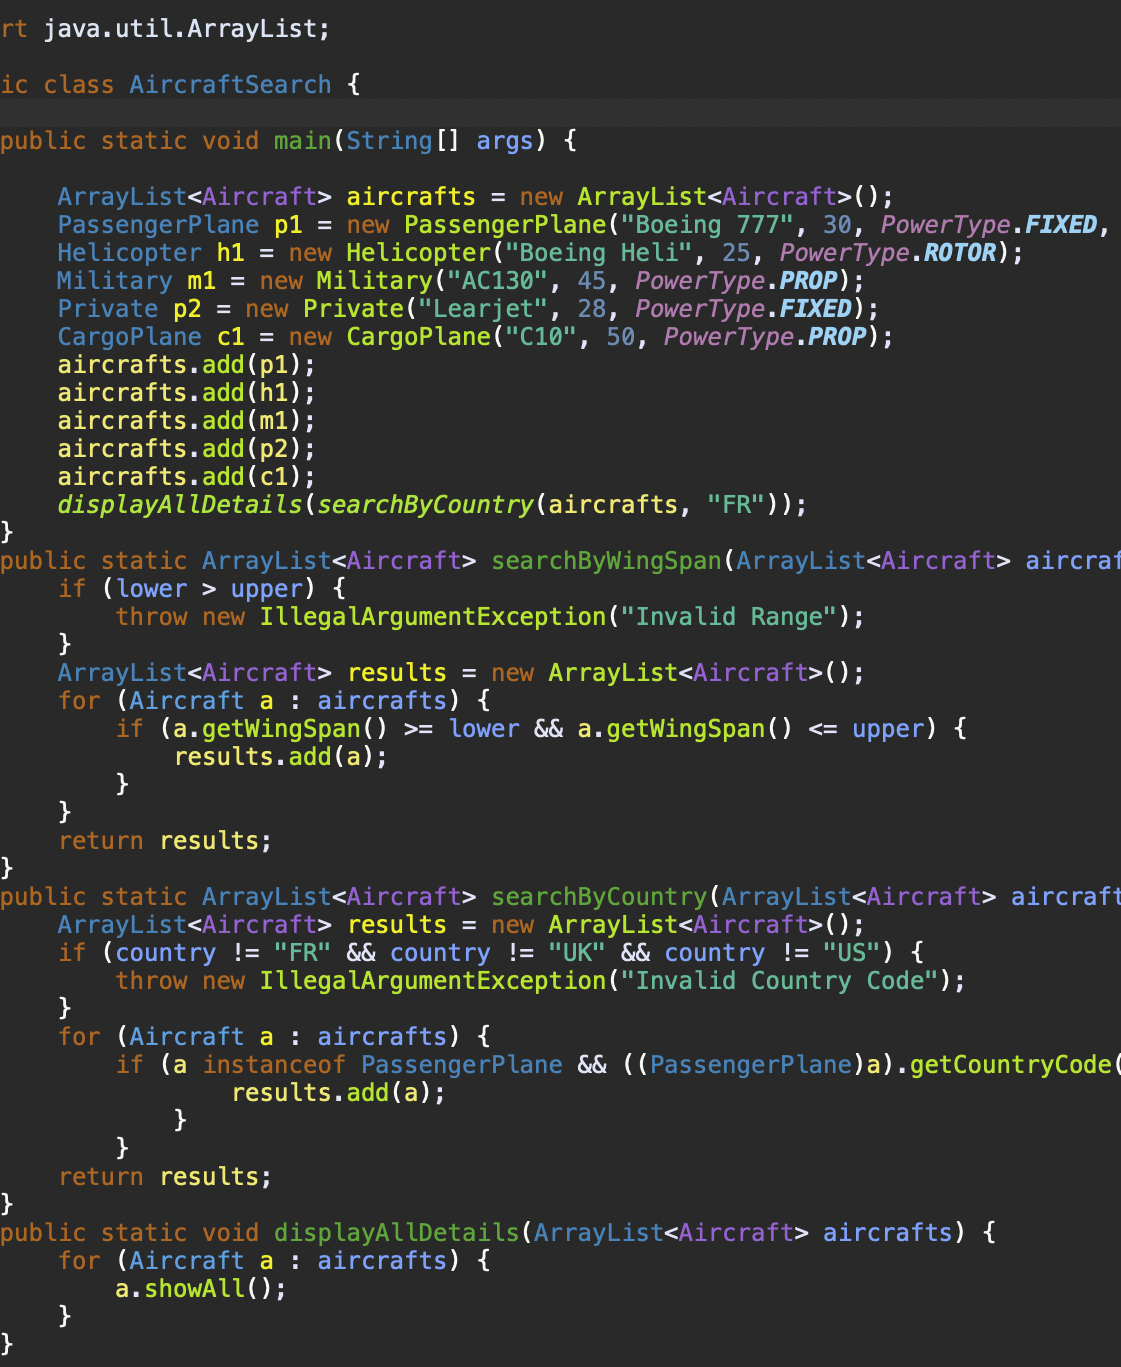 rt java.util.ArrayList;
ic class AircraftSearch {
public static void main(String[] args) {
ArrayList<Aircraft> aircrafts = new ArrayList<Aircraft>();
PassengerPlane p1 = new PassengerPlane("Boeing 777", 30, PowerType.FIXED,
Helicopter h1 = new Helicopter("Boeing Heli", 25, PowerType.ROTOR);
Military m1 = new Military("AC130", 45, PowerType.PROP);
Private p2 = new Private("Learjet", 28, PowerType.FIXED);
CargoPlane c1 = new CargoPlane("C10", 50, PowerType.PROP);
aircrafts.add(p1);
aircrafts.add(h1);
aircrafts.add(m1);
aircrafts.add(p2);
aircrafts.add(c1);
displayAllDetails(searchByCountry(aircrafts, "FR"));
}
public static ArrayList<Aircraft> searchByWingSpan(ArrayList<Aircraft> aircraf
if (lower > upper) {
throw new IllegalArgumentException("Invalid Range");
}
ArrayList<Aircraft> results = new ArrayList<Aircraft>();
for (Aircraft a : aircrafts) {
if (a.getWingSpan() >= lower && a.getWingSpan() <= upper) {
results.add(a);
}
}
return results;
}
public static ArrayList<Aircraft> searchByCountry(ArrayList<Aircraft> aircraft
ArrayList<Aircraft> results = new ArrayList<Aircraft>();
if (country != "FR" && country != "UK" && country != "US") {
throw new IllegalArgumentException("Invalid Country Code");
}
for (Aircraft a : aircrafts) {
if (a instanceof PassengerPlane && ((PassengerPlane)a).getCountryCode(
results.add(a);
}
}
return results;
}
public static void displayAllDetails(ArrayList<Aircraft> aircrafts) {
for (Aircraft a : aircrafts) {
a.showAll();
}
}